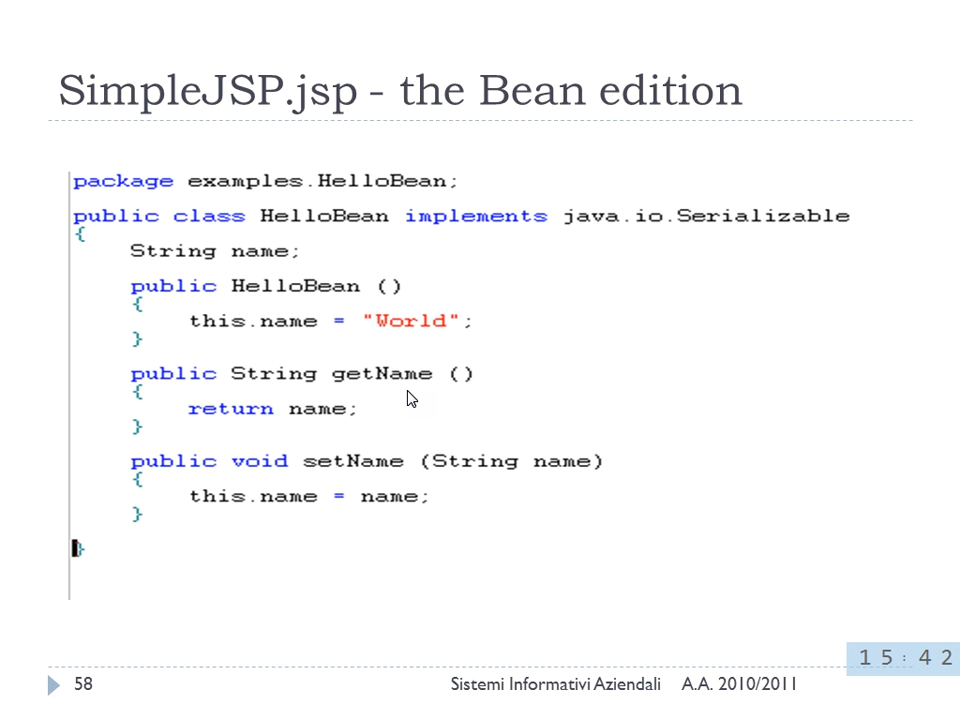 SimpleJSP.jsp - the Bean edition
package examples.HelloBean;
public class HelloBean implements java.io.Serializable
{
String name;
public HelloBean ()
{
this.name = "World";
}
public String getName ()
{
return name;
}
public void setName (String name)
{
this.name = name;
}
}
15:42
58
Sistemi Informativi Aziendali A.A. 2010/2011